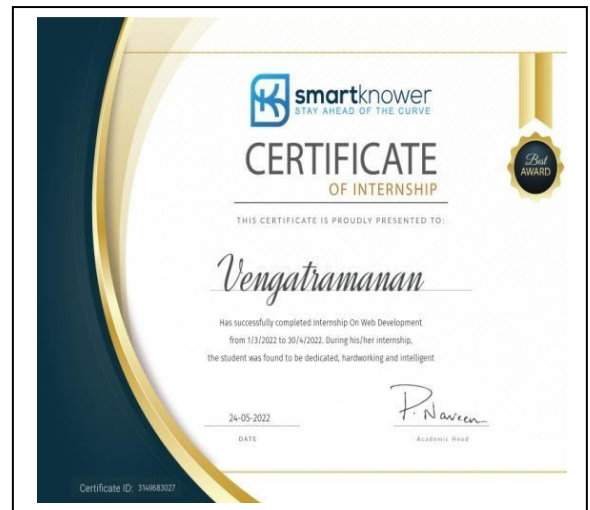 smartknower
STAY AHEAD OF THE CURVE
CERTIFICATE
OF INTERNSHIP
Best
AWARD
THIS CERTIFICATE IS PROUDLY PRESENTED TO:
Vengatramanan
Has successfully completed Internship On Web Development
from 1/3/2022 to 30/4/2022. During his/her internship,
the student was found to be dedicated, hardworking and intelligent
24-05-2022
DATE
P. Naveen
Academic Head
Certificate ID: 3149683027